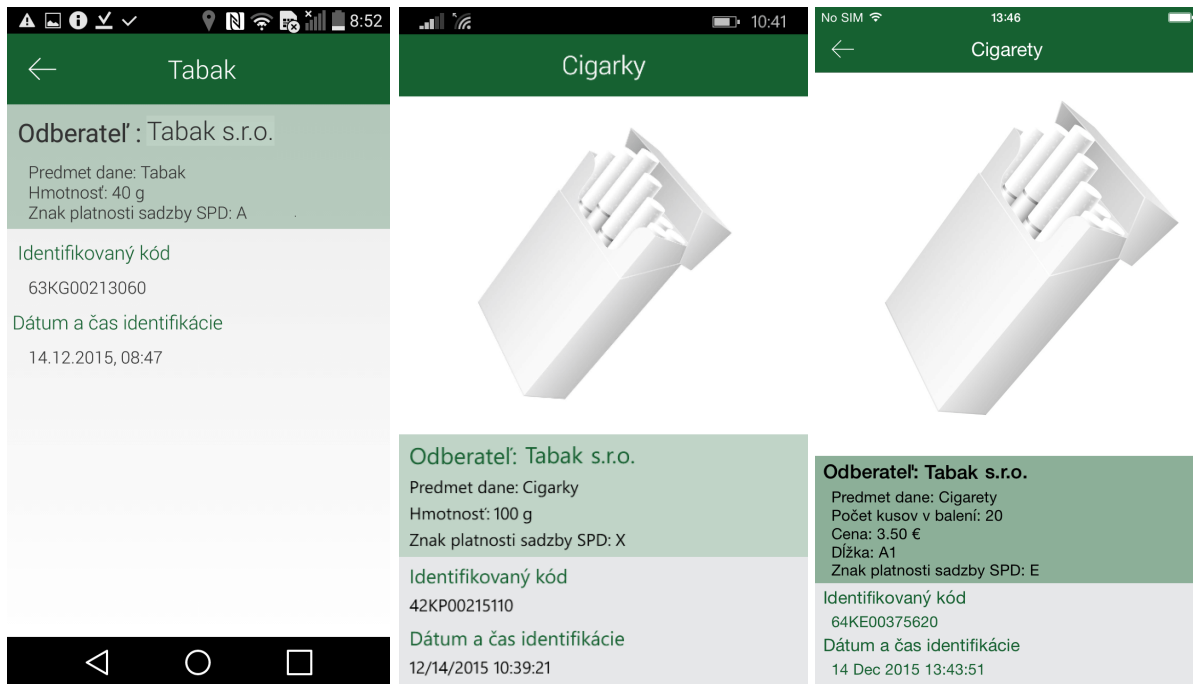 8:52
Tabak
Odberateľ : Tabak s.r.o.
Predmet dane: Tabak
Hmotnosť: 40 g
Znak platnosti sadzby SPD: A
Identifikovaný kód
63KG00213060
Dátum a čas identifikácie
14.12.2015, 08:47
10:41
Cigarky
Odberateľ: Tabak s.r.o.
Predmet dane: Cigarky
Hmotnosť: 100 g
Znak platnosti sadzby SPD: X
Identifikovaný kód
42KP00215110
Dátum a čas identifikácie
12/14/2015 10:39:21
No SIM 13:46
Cigarety
Odberateľ: Tabak s.r.o.
Predmet dane: Cigarety
Počet kusov v balení: 20
Cena: 3.50 €
Dĺžka: A1
Znak platnosti sadzby SPD: E
Identifikovaný kód
64KE00375620
Dátum a čas identifikácie
14 Dec 2015 13:43:51